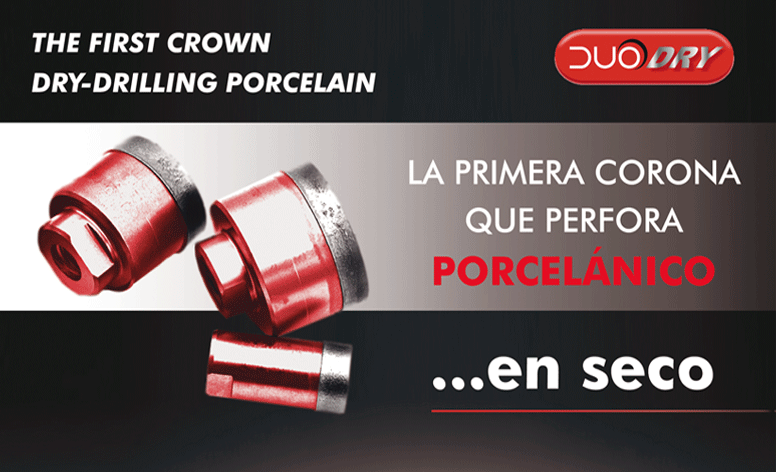 THE FIRST CROWN
DRY-DRILLING PORCELAIN
DUO DRY
LA PRIMERA CORONA
QUE PERFORA
PORCELÁNICO
...en seco